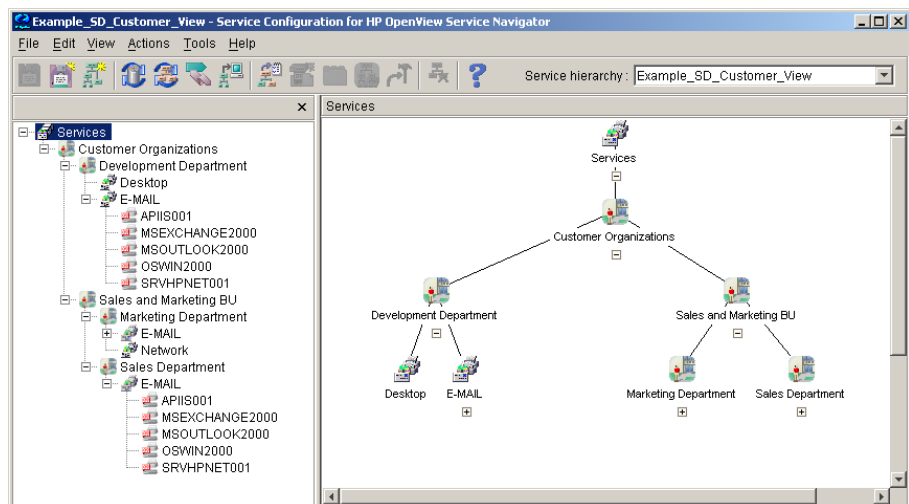 Example_SD_Customer_View - Service Configuration for HP OpenView Service Navigator
File Edit View Actions Tools Help
Service hierarchy: Example_SD_Customer_View
Services
Services
Customer Organizations
Development Department
Desktop
E-MAIL
APIIS001
MSEXCHANGE2000
MSOUTLOOK2000
OSWIN2000
SRVHPNET001
Sales and Marketing BU
Marketing Department
E-MAIL
Network
Sales Department
E-MAIL
APIIS001
MSEXCHANGE2000
MSOUTLOOK2000
OSWIN2000
SRVHPNET001
Services
Customer Organizations
Development Department
Sales and Marketing BU
Desktop
E-MAIL
Marketing Department
Sales Department